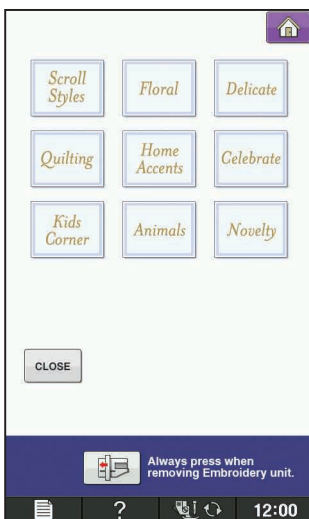 Scroll
Styles
Floral
Delicate
Quilting
Home
Accents
Celebrate
Kids
Corner
Animals
Novelty
CLOSE
Always press when
removing Embroidery unit.
?
12:00